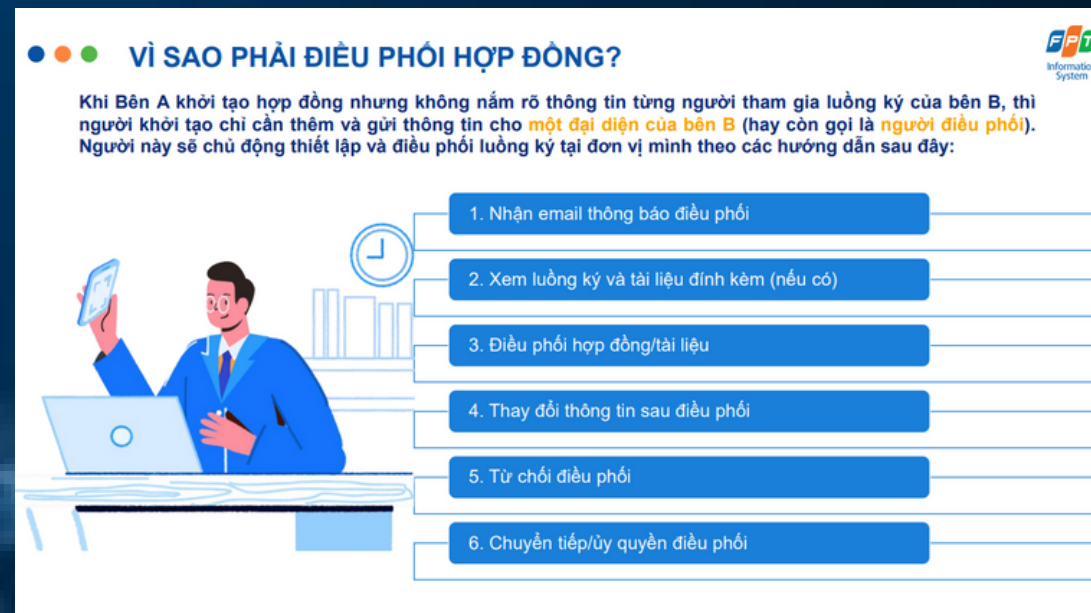 VÌ SAO PHẢI ĐIỀU PHỐI HỢP ĐỒNG?
FPT
Information
System
Khi Bên A khởi tạo hợp đồng nhưng không nắm rõ thông tin từng người tham gia luồng ký của bên B, thì
người khởi tạo chỉ cần thêm và gửi thông tin cho một đại diện của bên B (hay còn gọi là người điều phối).
Người này sẽ chủ động thiết lập và điều phối luồng ký tại đơn vị mình theo các hướng dẫn sau đây:
1. Nhận email thông báo điều phối
2. Xem luồng ký và tài liệu đính kèm (nếu có)
3. Điều phối hợp đồng/tài liệu
4. Thay đổi thông tin sau điều phối
5. Từ chối điều phối
6. Chuyển tiếp/ủy quyền điều phối